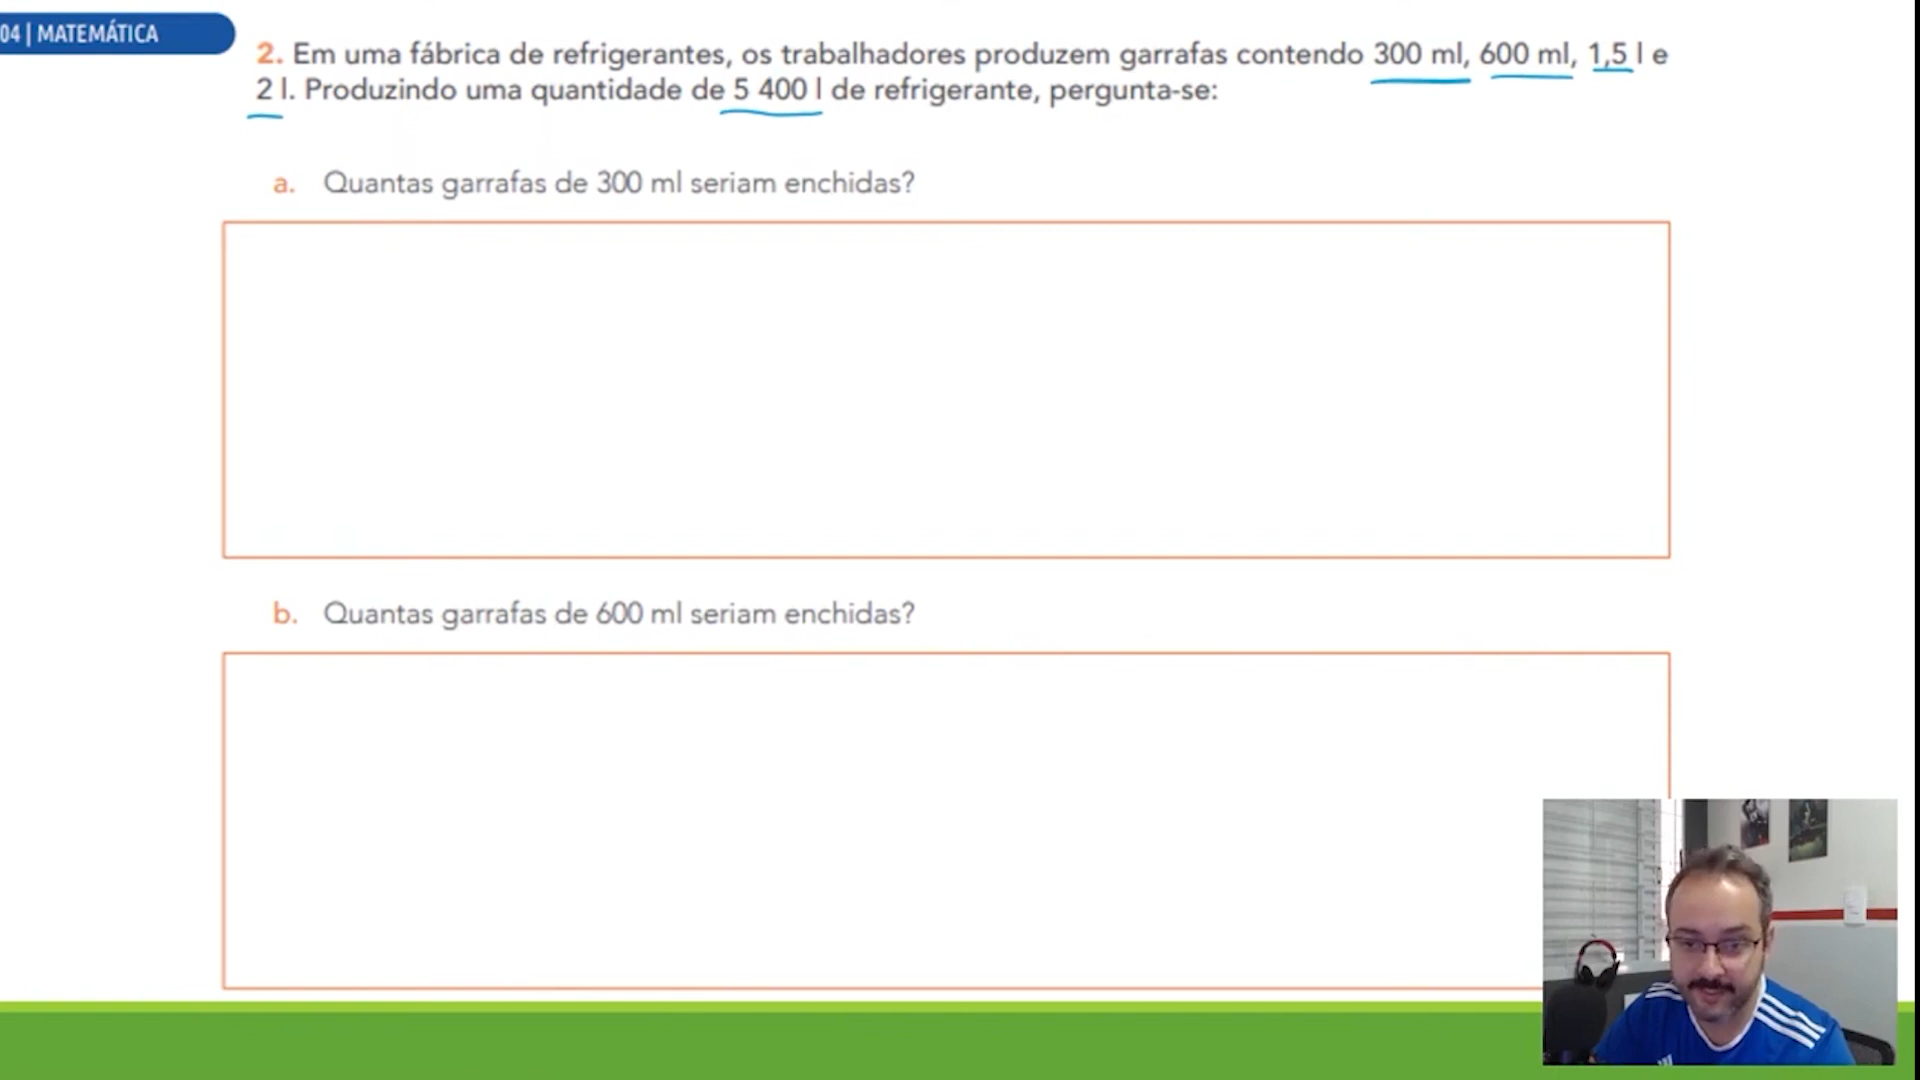 04 | MATEMÁTICA
2. Em uma fábrica de refrigerantes, os trabalhadores produzem garrafas contendo 300 ml, 600 ml, 1,5 l e
2 l. Produzindo uma quantidade de 5 400 l de refrigerante, pergunta-se:
a. Quantas garrafas de 300 ml seriam enchidas?
b. Quantas garrafas de 600 ml seriam enchidas?